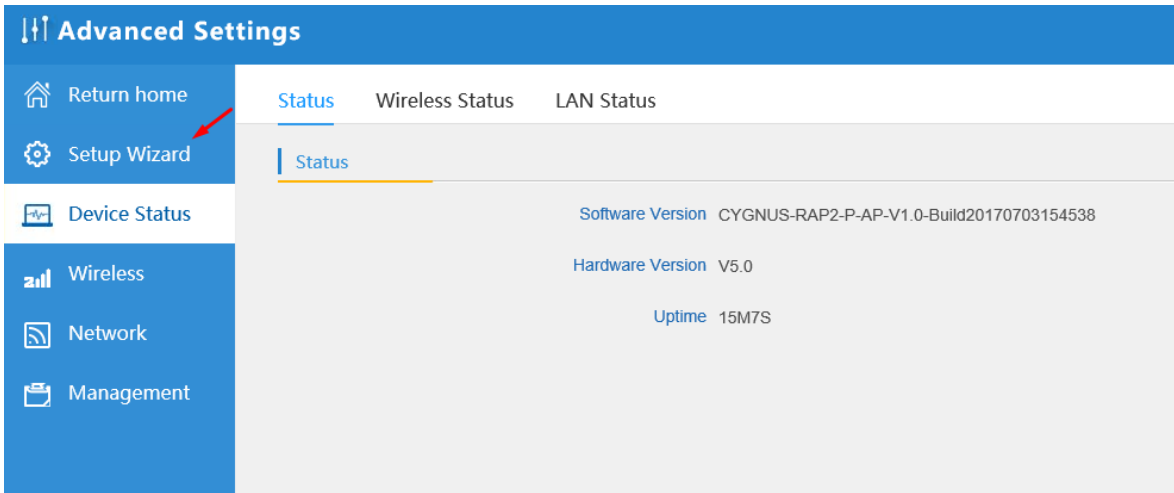 Advanced Settings
Return home
Setup Wizard
Device Status
Wireless
Network
Management
Status Wireless Status LAN Status
Status
Software Version CYGNUS-RAP2-P-AP-V1.0-Build20170703154538
Hardware Version V5.0
Uptime 15M7S